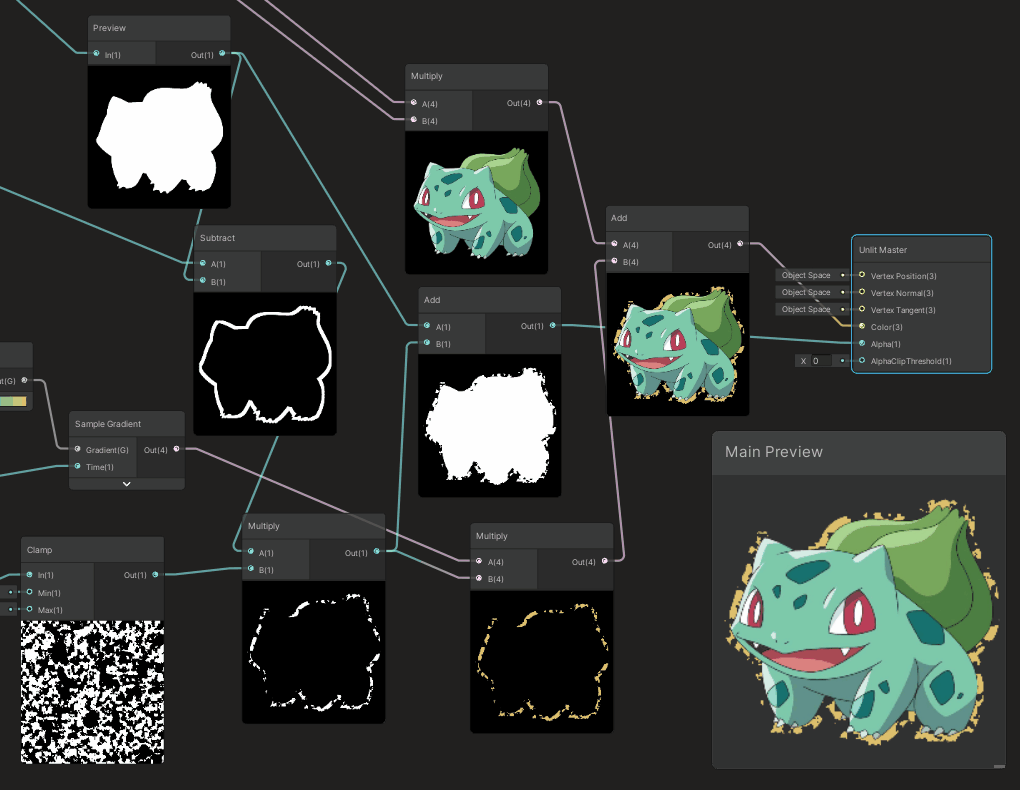 Preview
In(1) Out(1)
Multiply
A(4) Out(4)
B(4)
Subtract
A(1) Out(1)
B(1)
Add
A(4) Out(4)
B(4)
Unlit Master
Object Space Vertex Position(3)
Object Space Vertex Normal(3)
Object Space Vertex Tangent(3)
Color(3)
Alpha(1)
X 0 AlphaClipThreshold(1)
Add
A(1) Out(1)
B(1)
Sample Gradient
Gradient(G) Out(4)
Time(1)
Main Preview
Clamp
In(1) Out(1)
Min(1)
Max(1)
Multiply
A(1) Out(1)
B(1)
Multiply
A(4) Out(4)
B(4)